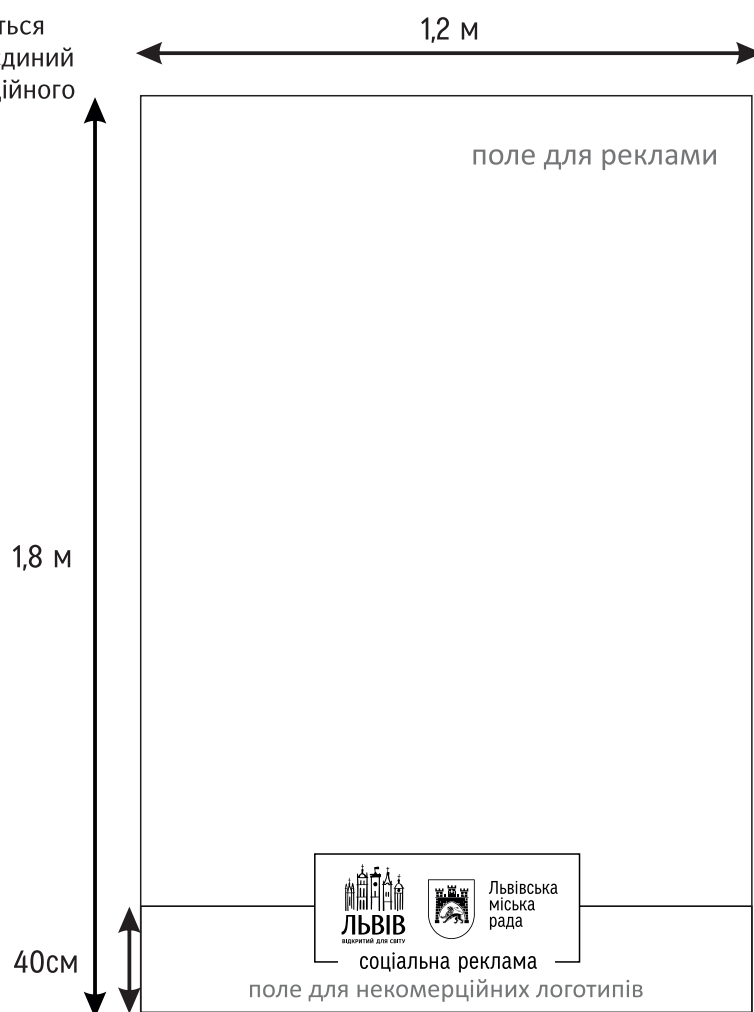 ться
єдиний
ційного
1,2 м
поле для реклами
1,8 м
ЛЬВІВ
ВІДКРИТИЙ ДЛЯ СВІТУ
Львівська
міська
рада
соціальна реклама
40см
поле для некомерційних логотипів